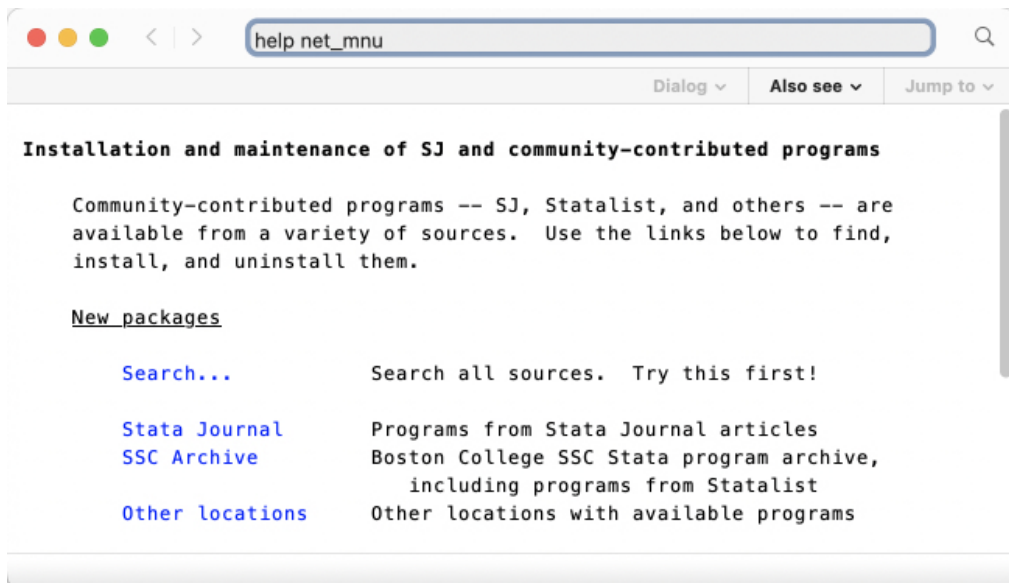 help net_mnu
Dialog Also see Jump to
Installation and maintenance of SJ and community-contributed programs
Community-contributed programs -- SJ, Statalist, and others -- are
available from a variety of sources.  Use the links below to find,
install, and uninstall them.
New packages
Search... Search all sources.  Try this first!
Stata Journal Programs from Stata Journal articles
SSC Archive Boston College SSC Stata program archive,
including programs from Statalist
Other locations Other locations with available programs